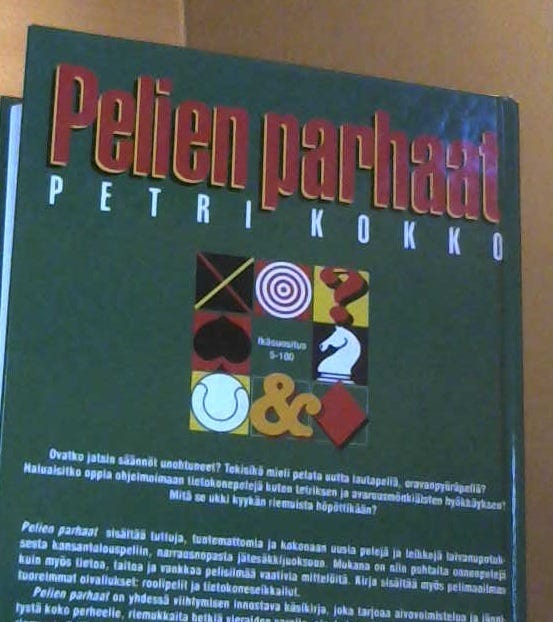 Pelien parhaat
PETRI KOKKO
?
Ikäsuositus
5-100
&
Ovatko jatsin säännöt unohtuneet? Tekisikö mieli pelata uutta lautapeliä, oravanpyöräpeliä?
Haluaisitko oppia ohjelmoimaan tietokonepelejä kuten tetriksen ja avaruusmönkiäisten hyökkäyksen?
Mitä se ukki kyykän riemuista höpöttikään?
Pelien parhaat sisältää tuttuja, tuntemattomia ja kokonaan uusia pelejä ja leikkejä laivanupotuk-
sesta kansantalouspeliin, narrausnopasta jätesäkkijuoksuun. Mukana on niin puhtaita onnenpelejä
kuin myös tietoa, taitoa ja vankkaa pelisilmää vaativia mittelöitä. Kirja sisältää myös pelimaailman
tuoreimmat oivallukset: roolipelit ja tietokoneseikkailut.
Pelien parhaat on yhdessä viihtymisen innostava käsikirja, joka tarjoaa aivovoimistelua ja jänni-
tystä koko perheelle, riemukkaita hetkiä